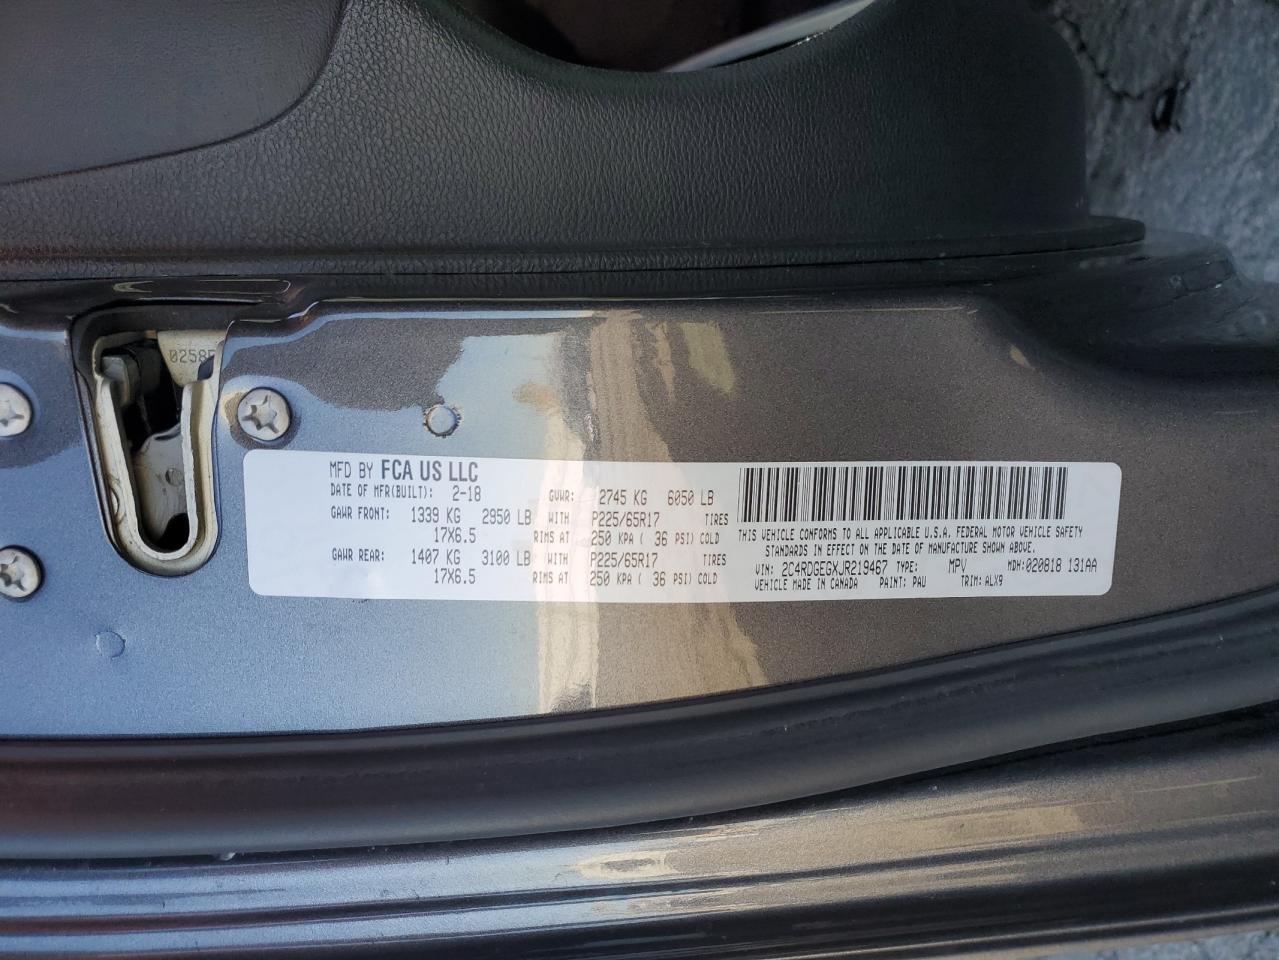 0258
MFD BY FCA US LLC
DATE OF MFR(BUILT): 2-18 GVWR: 2745 KG 6050 LB
GAWR FRONT: 1339 KG 2950 LB WITH P225/65R17 TIRES
17X6.5 RIMS AT 250 KPA ( 36 PSI) COLD
GAWR REAR: 1407 KG 3100 LB WITH P225/65R17 TIRES
17X6.5 RIMS AT 250 KPA ( 36 PSI) COLD
THIS VEHICLE CONFORMS TO ALL APPLICABLE U.S.A. FEDERAL MOTOR VEHICLE SAFETY
STANDARDS IN EFFECT ON THE DATE OF MANUFACTURE SHOWN ABOVE.
VIN: 2C4RDGEGXJR219467 TYPE: MPV MDH: 020818 131AA
VEHICLE MADE IN CANADA PAINT: PAU TRIM: ALX9